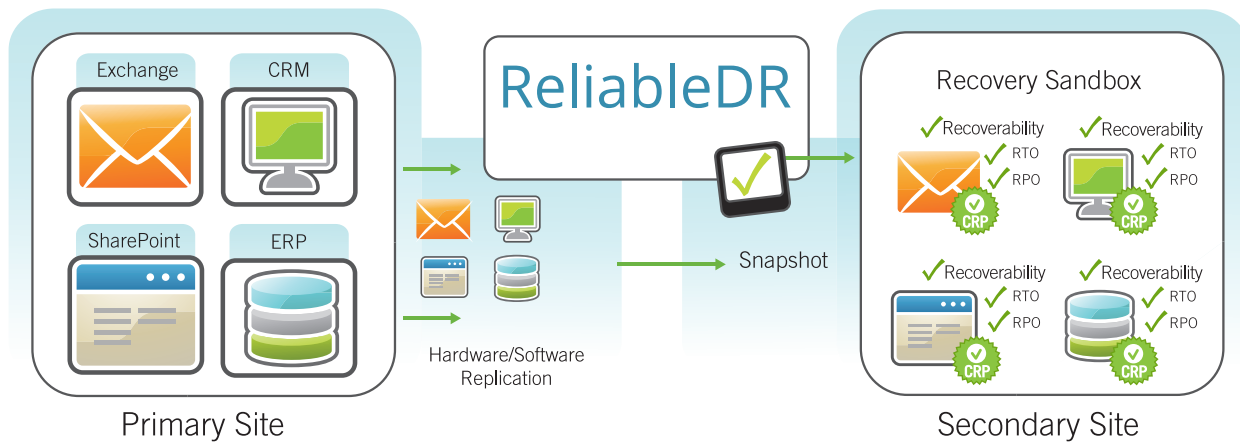 Exchange
CRM
SharePoint
ERP
Primary Site
Hardware/Software
Replication
ReliableDR
Snapshot
Recovery Sandbox
Recoverability
RTO
RPO
CRP
Recoverability
RTO
RPO
CRP
Recoverability
RTO
RPO
CRP
Recoverability
RTO
RPO
CRP
Secondary Site